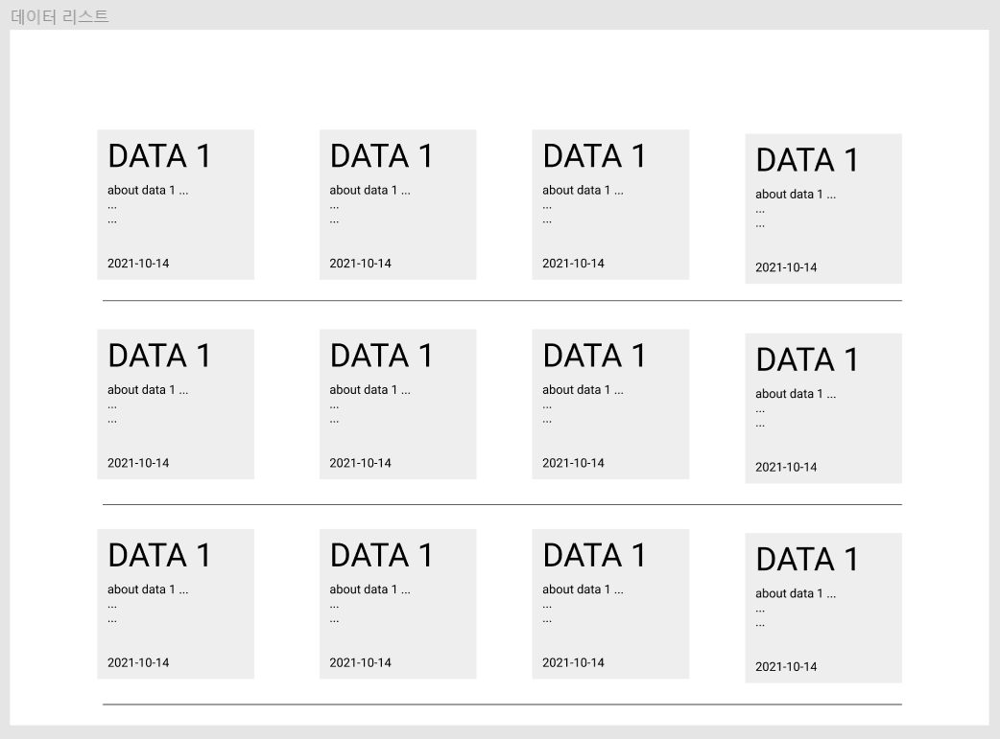 데이터 리스트
DATA 1
about data 1 ...
...
...
2021-10-14
DATA 1
about data 1 ...
...
...
2021-10-14
DATA 1
about data 1 ...
...
...
2021-10-14
DATA 1
about data 1 ...
...
...
2021-10-14
DATA 1
about data 1 ...
...
...
2021-10-14
DATA 1
about data 1 ...
...
...
2021-10-14
DATA 1
about data 1 ...
...
...
2021-10-14
DATA 1
about data 1 ...
...
...
2021-10-14
DATA 1
about data 1 ...
...
...
2021-10-14
DATA 1
about data 1 ...
...
...
2021-10-14
DATA 1
about data 1 ...
...
...
2021-10-14
DATA 1
about data 1 ...
...
...
2021-10-14